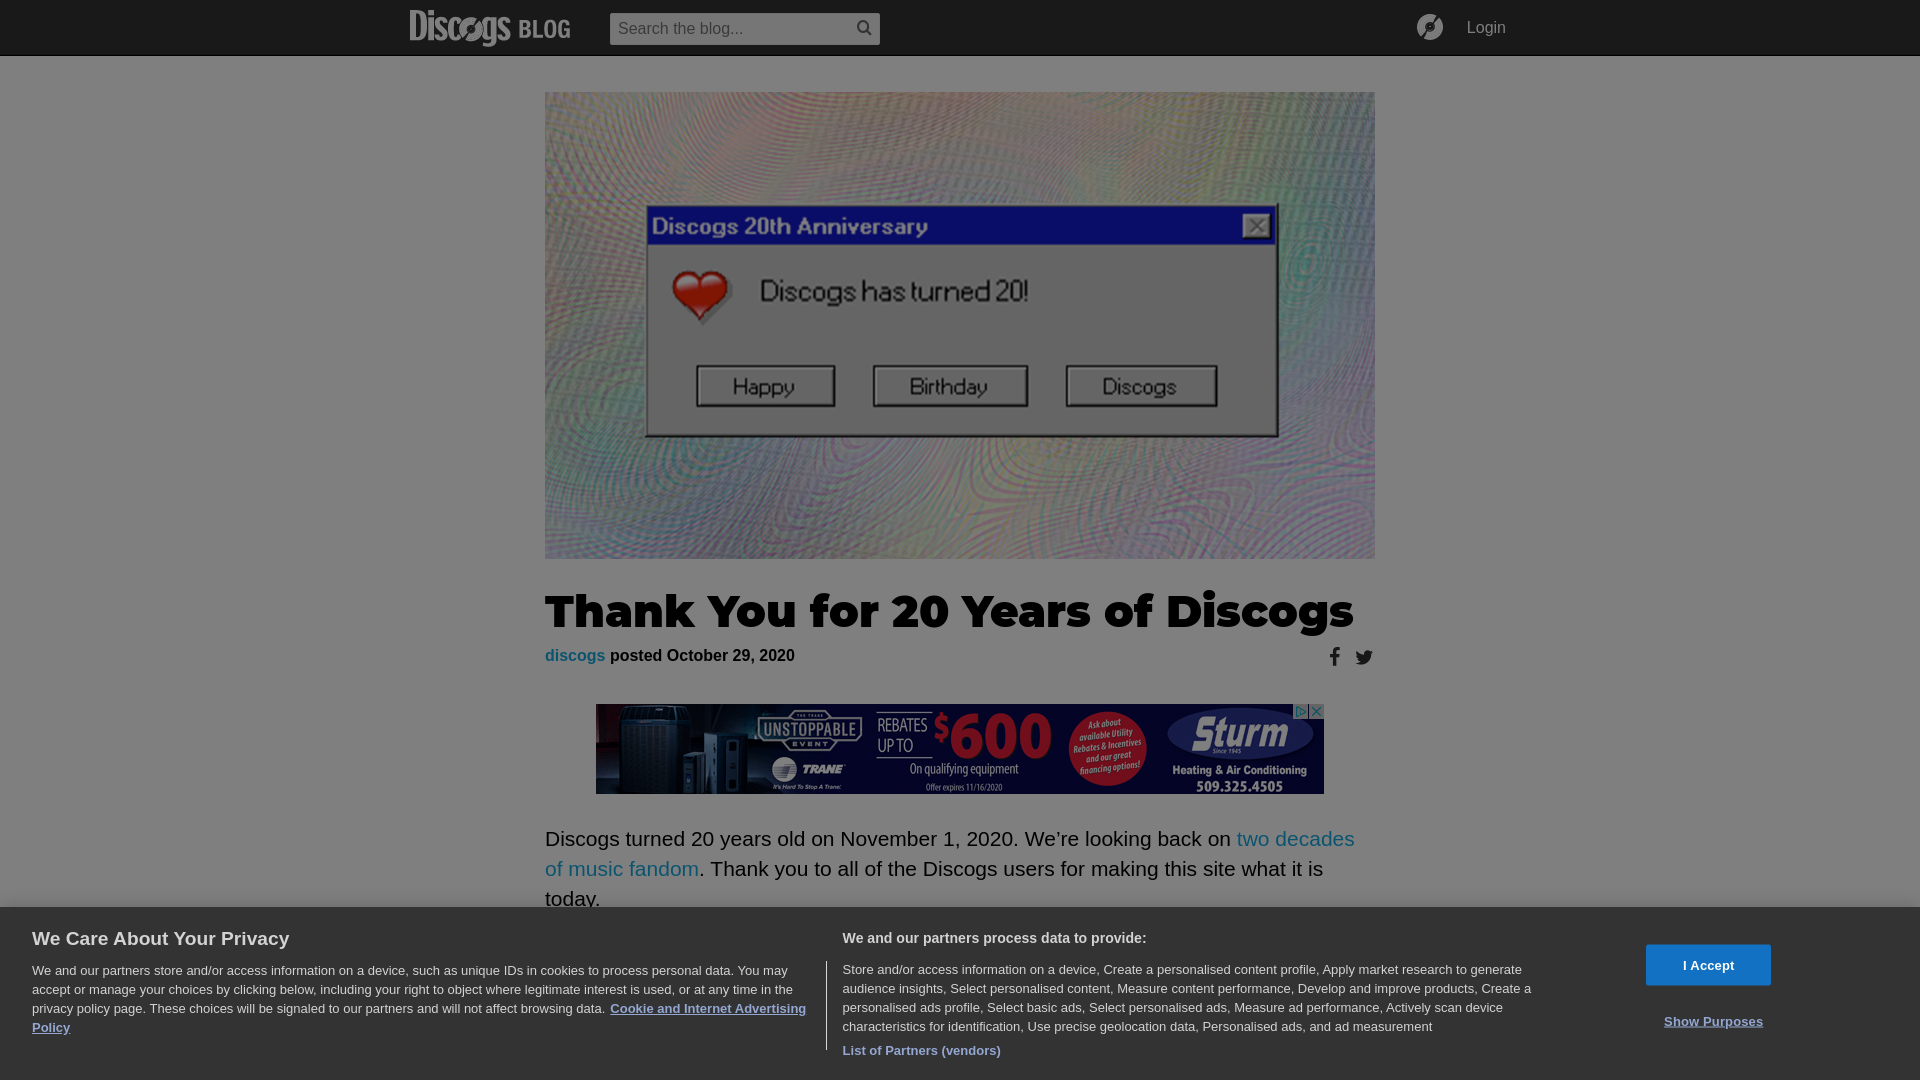 Discogs BLOG
Search the blog...
Login
Discogs 20th Anniversary
Discogs has turned 20!
Happy
Birthday
Discogs
Thank You for 20 Years of Discogs
discogs posted October 29, 2020
THE TRANE
UNSTOPPABLE
EVENT
TRANE
It's Hard To Stop A Trane.
REBATES
UP TO
$600
On qualifying equipment
Offer expires 11/16/2020
Ask about
available Utility
Rebates & Incentives
and our great
financing options!
Sturm
Since 1945
Heating & Air Conditioning
509.325.4505
Discogs turned 20 years old on November 1, 2020. We’re looking back on two decades
of music fandom. Thank you to all of the Discogs users for making this site what it is
today.
We Care About Your Privacy
We and our partners store and/or access information on a device, such as unique IDs in cookies to process personal data. You may
accept or manage your choices by clicking below, including your right to object where legitimate interest is used, or at any time in the
privacy policy page. These choices will be signaled to our partners and will not affect browsing data. Cookie and Internet Advertising
Policy
We and our partners process data to provide:
Store and/or access information on a device, Create a personalised content profile, Apply market research to generate
audience insights, Select personalised content, Measure content performance, Develop and improve products, Create a
personalised ads profile, Select basic ads, Select personalised ads, Measure ad performance, Actively scan device
characteristics for identification, Use precise geolocation data, Personalised ads, and ad measurement
List of Partners (vendors)
I Accept
Show Purposes